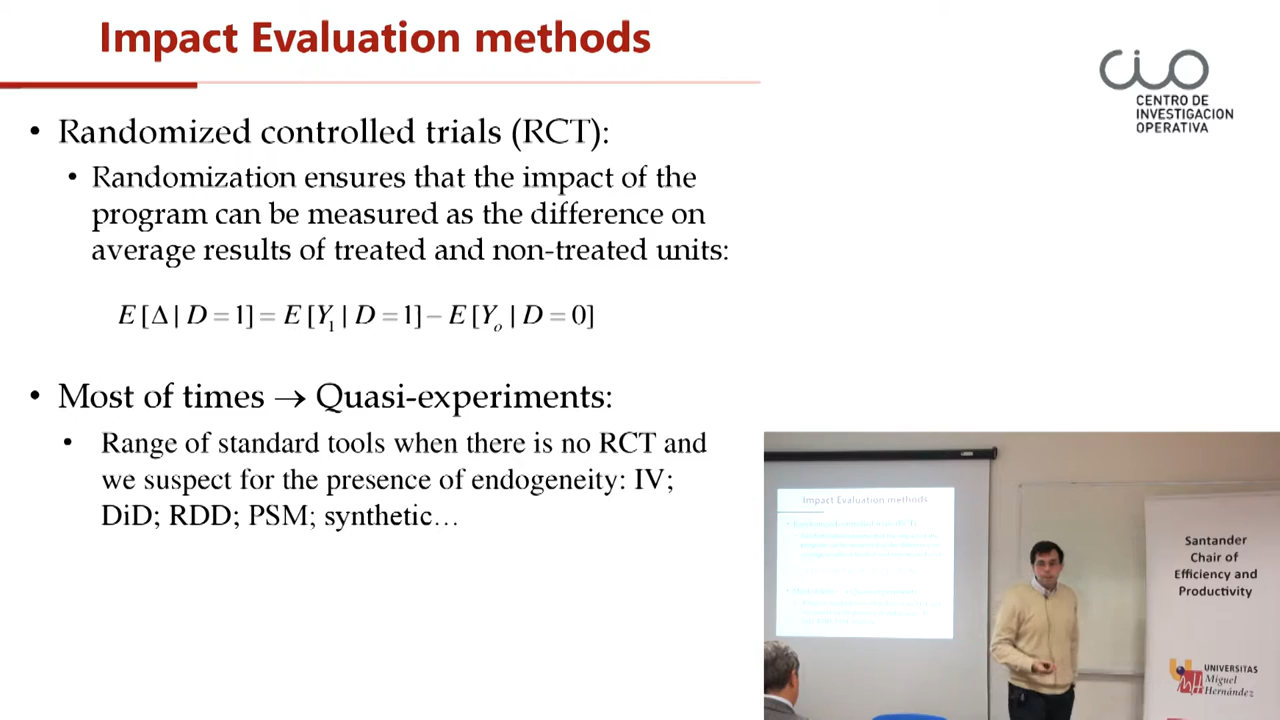 Impact Evaluation methods
CIO
CENTRO DE
INVESTIGACION
OPERATIVA
• Randomized controlled trials (RCT):
• Randomization ensures that the impact of the
program can be measured as the difference on
average results of treated and non-treated units:
E[Δ | D = 1] = E[Y₁ | D = 1] − E[Yₒ | D = 0]
• Most of times → Quasi-experiments:
• Range of standard tools when there is no RCT and
we suspect for the presence of endogeneity: IV;
DiD; RDD; PSM; synthetic…
Impact Evaluation methods
Santander
Chair of
Efficiency and
Productivity
UNIVERSITAS
Miguel
Hernández